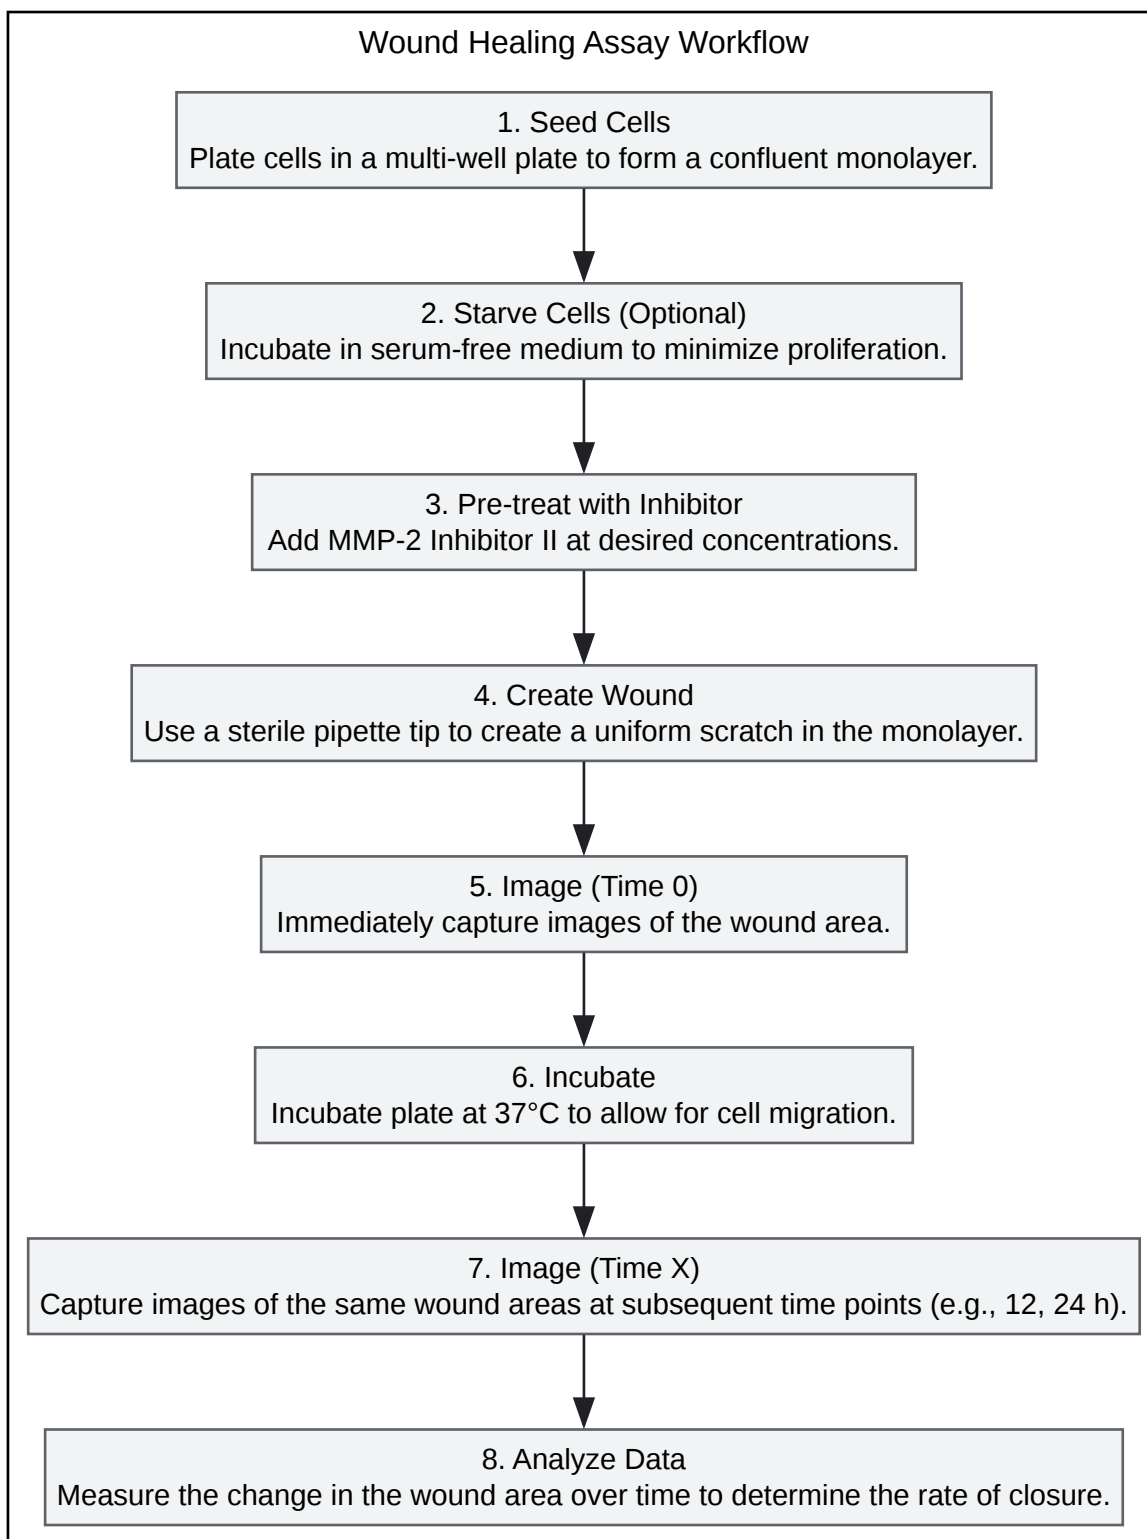 Wound Healing Assay Workflow
1. Seed Cells
Plate cells in a multi-well plate to form a confluent monolayer.
2. Starve Cells (Optional)
Incubate in serum-free medium to minimize proliferation.
3. Pre-treat with Inhibitor
Add MMP-2 Inhibitor II at desired concentrations.
4. Create Wound
Use a sterile pipette tip to create a uniform scratch in the monolayer.
5. Image (Time 0)
Immediately capture images of the wound area.
6. Incubate
Incubate plate at 37°C to allow for cell migration.
7. Image (Time X)
Capture images of the same wound areas at subsequent time points (e.g., 12, 24 h).
8. Analyze Data
Measure the change in the wound area over time to determine the rate of closure.